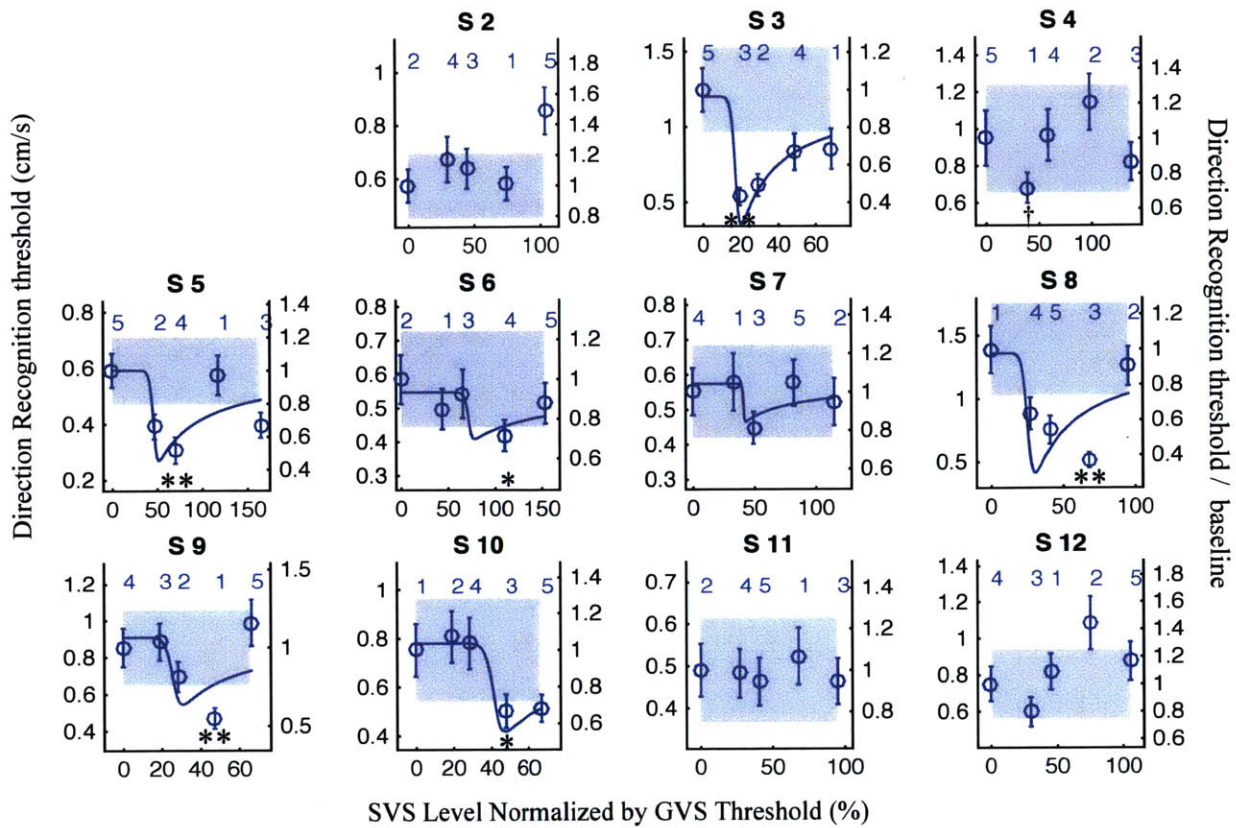 S 2
S 3
S 4
2 4 3 1 5
5 3 2 4 1
5 1 4 2 3
1 0.8 0.6
1.8 1.6 1.4 1.2 1 0.8
1.5 1 0.5
1.2 1 0.8 0.6 0.4
1.4 1.2 1 0.8 0.6
1.4 1.2 1 0.8 0.6
** †
0 50 100
0 20 40 60
0 50 100
S 5
S 6
S 7
S 8
5 2 4 1 3
2 1 3 4 5
4 1 3 5 2
1 4 5 3 2
0.8 0.6 0.4 0.2
1.4 1.2 1 0.8 0.6 0.4
0.8 0.7 0.6 0.5 0.4 0.3
1.2 1 0.8 0.6
0.8 0.7 0.6 0.5 0.4 0.3
1.4 1.2 1 0.8 0.6
1.5 1 0.5
1.2 1 0.8 0.6 0.4
** * **
0 50 100 150
0 50 100 150
0 50 100
0 50 100
S 9
S 10
S 11
S 12
4 3 2 1 5
1 2 4 3 5
2 4 5 1 3
4 3 1 2 5
1.2 1 0.8 0.6 0.4
1.5 1 0.5
1 0.8 0.6 0.4
1.4 1.2 1 0.8 0.6
0.7 0.6 0.5 0.4
1.4 1.2 1 0.8
1.4 1.2 1 0.8 0.6
1.8 1.6 1.4 1.2 1 0.8 0.6
** *
0 20 40 60
0 20 40 60
0 50 100
0 50 100
Direction Recognition threshold (cm/s)
Direction Recognition threshold / baseline
SVS Level Normalized by GVS Threshold (%)